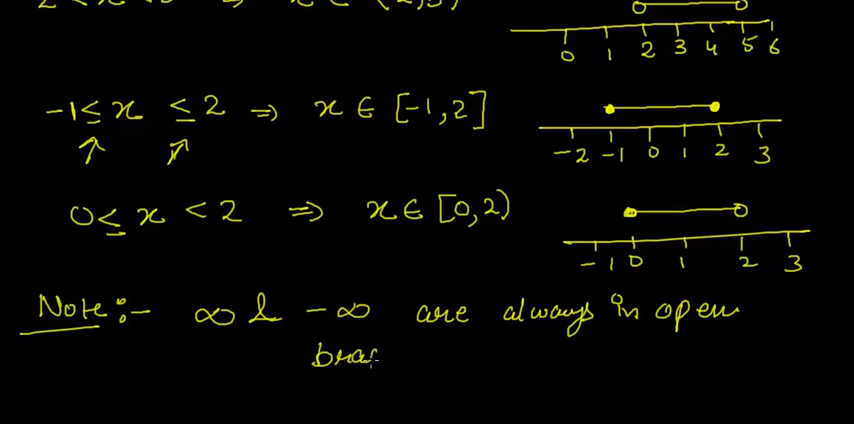 0 1 2 3 4 5 6
-1 ≤ x ≤ 2 ⇒ x ∈ [-1, 2]
-2 -1 0 1 2 3
0 ≤ x < 2 ⇒ x ∈ [0, 2)
-1 0 1 2 3
Note :- ∞ & -∞ are always in open
brac